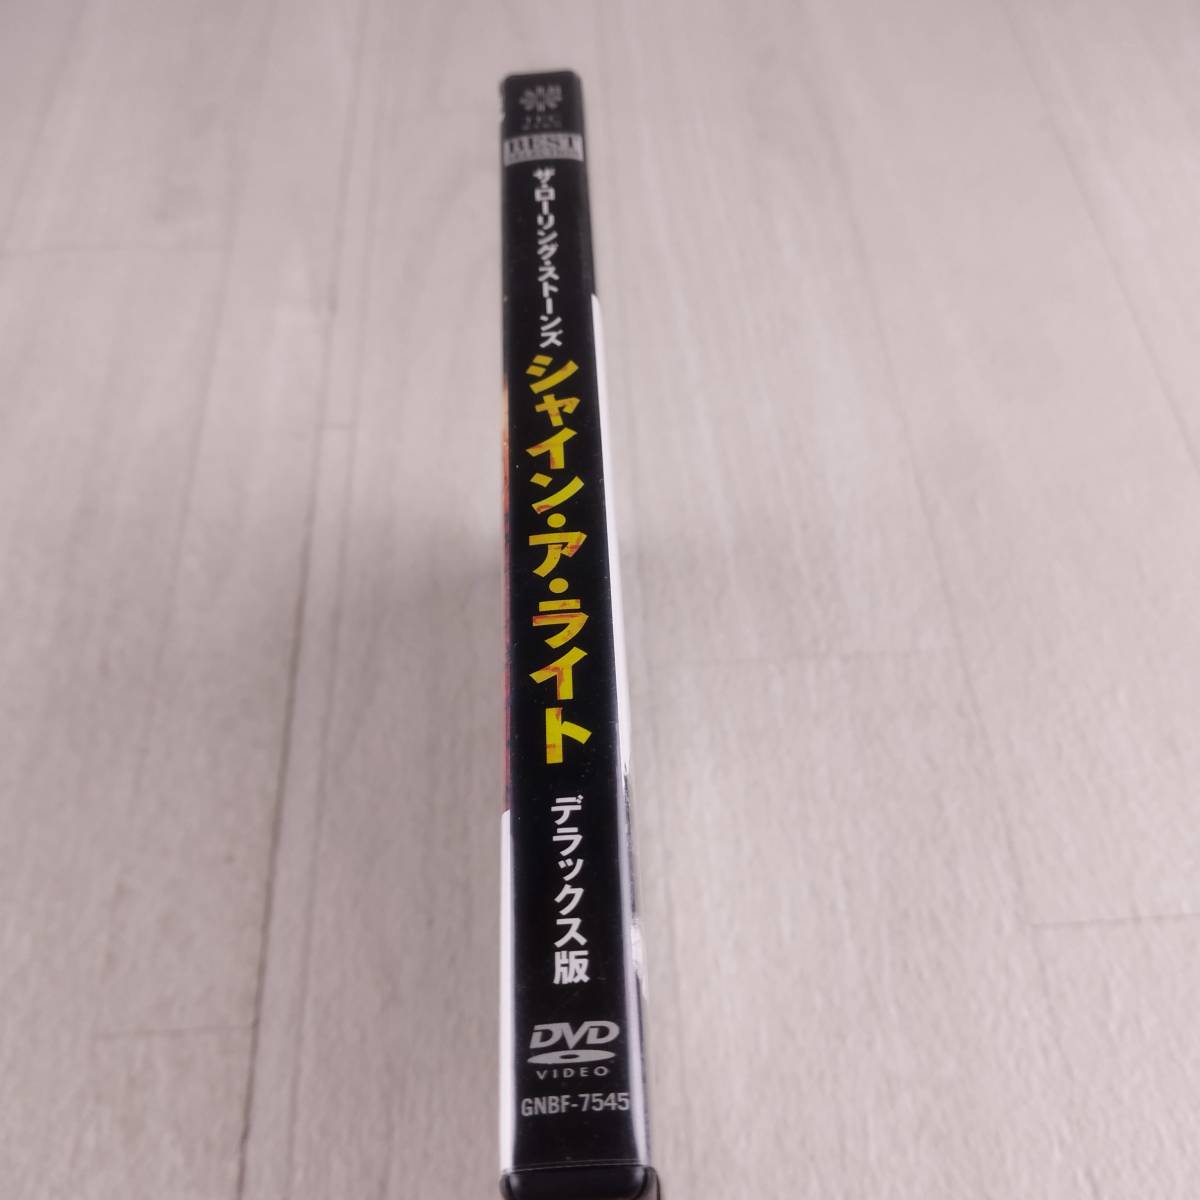 ザ・ローリング・ストーンズ
シャイン・ア・ライト
デラックス版
DVD
VIDEO
GNBF-7545